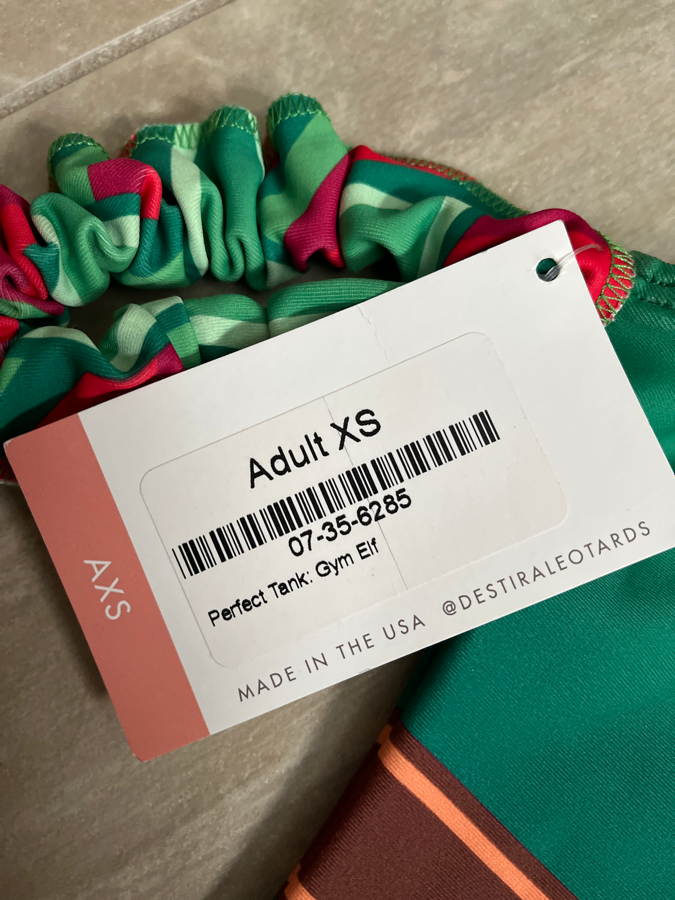 Adult XS
07-35-6285
Perfect Tank: Gym Elf
MADE IN THE USA @DESTIRALEOTARDS
AXS